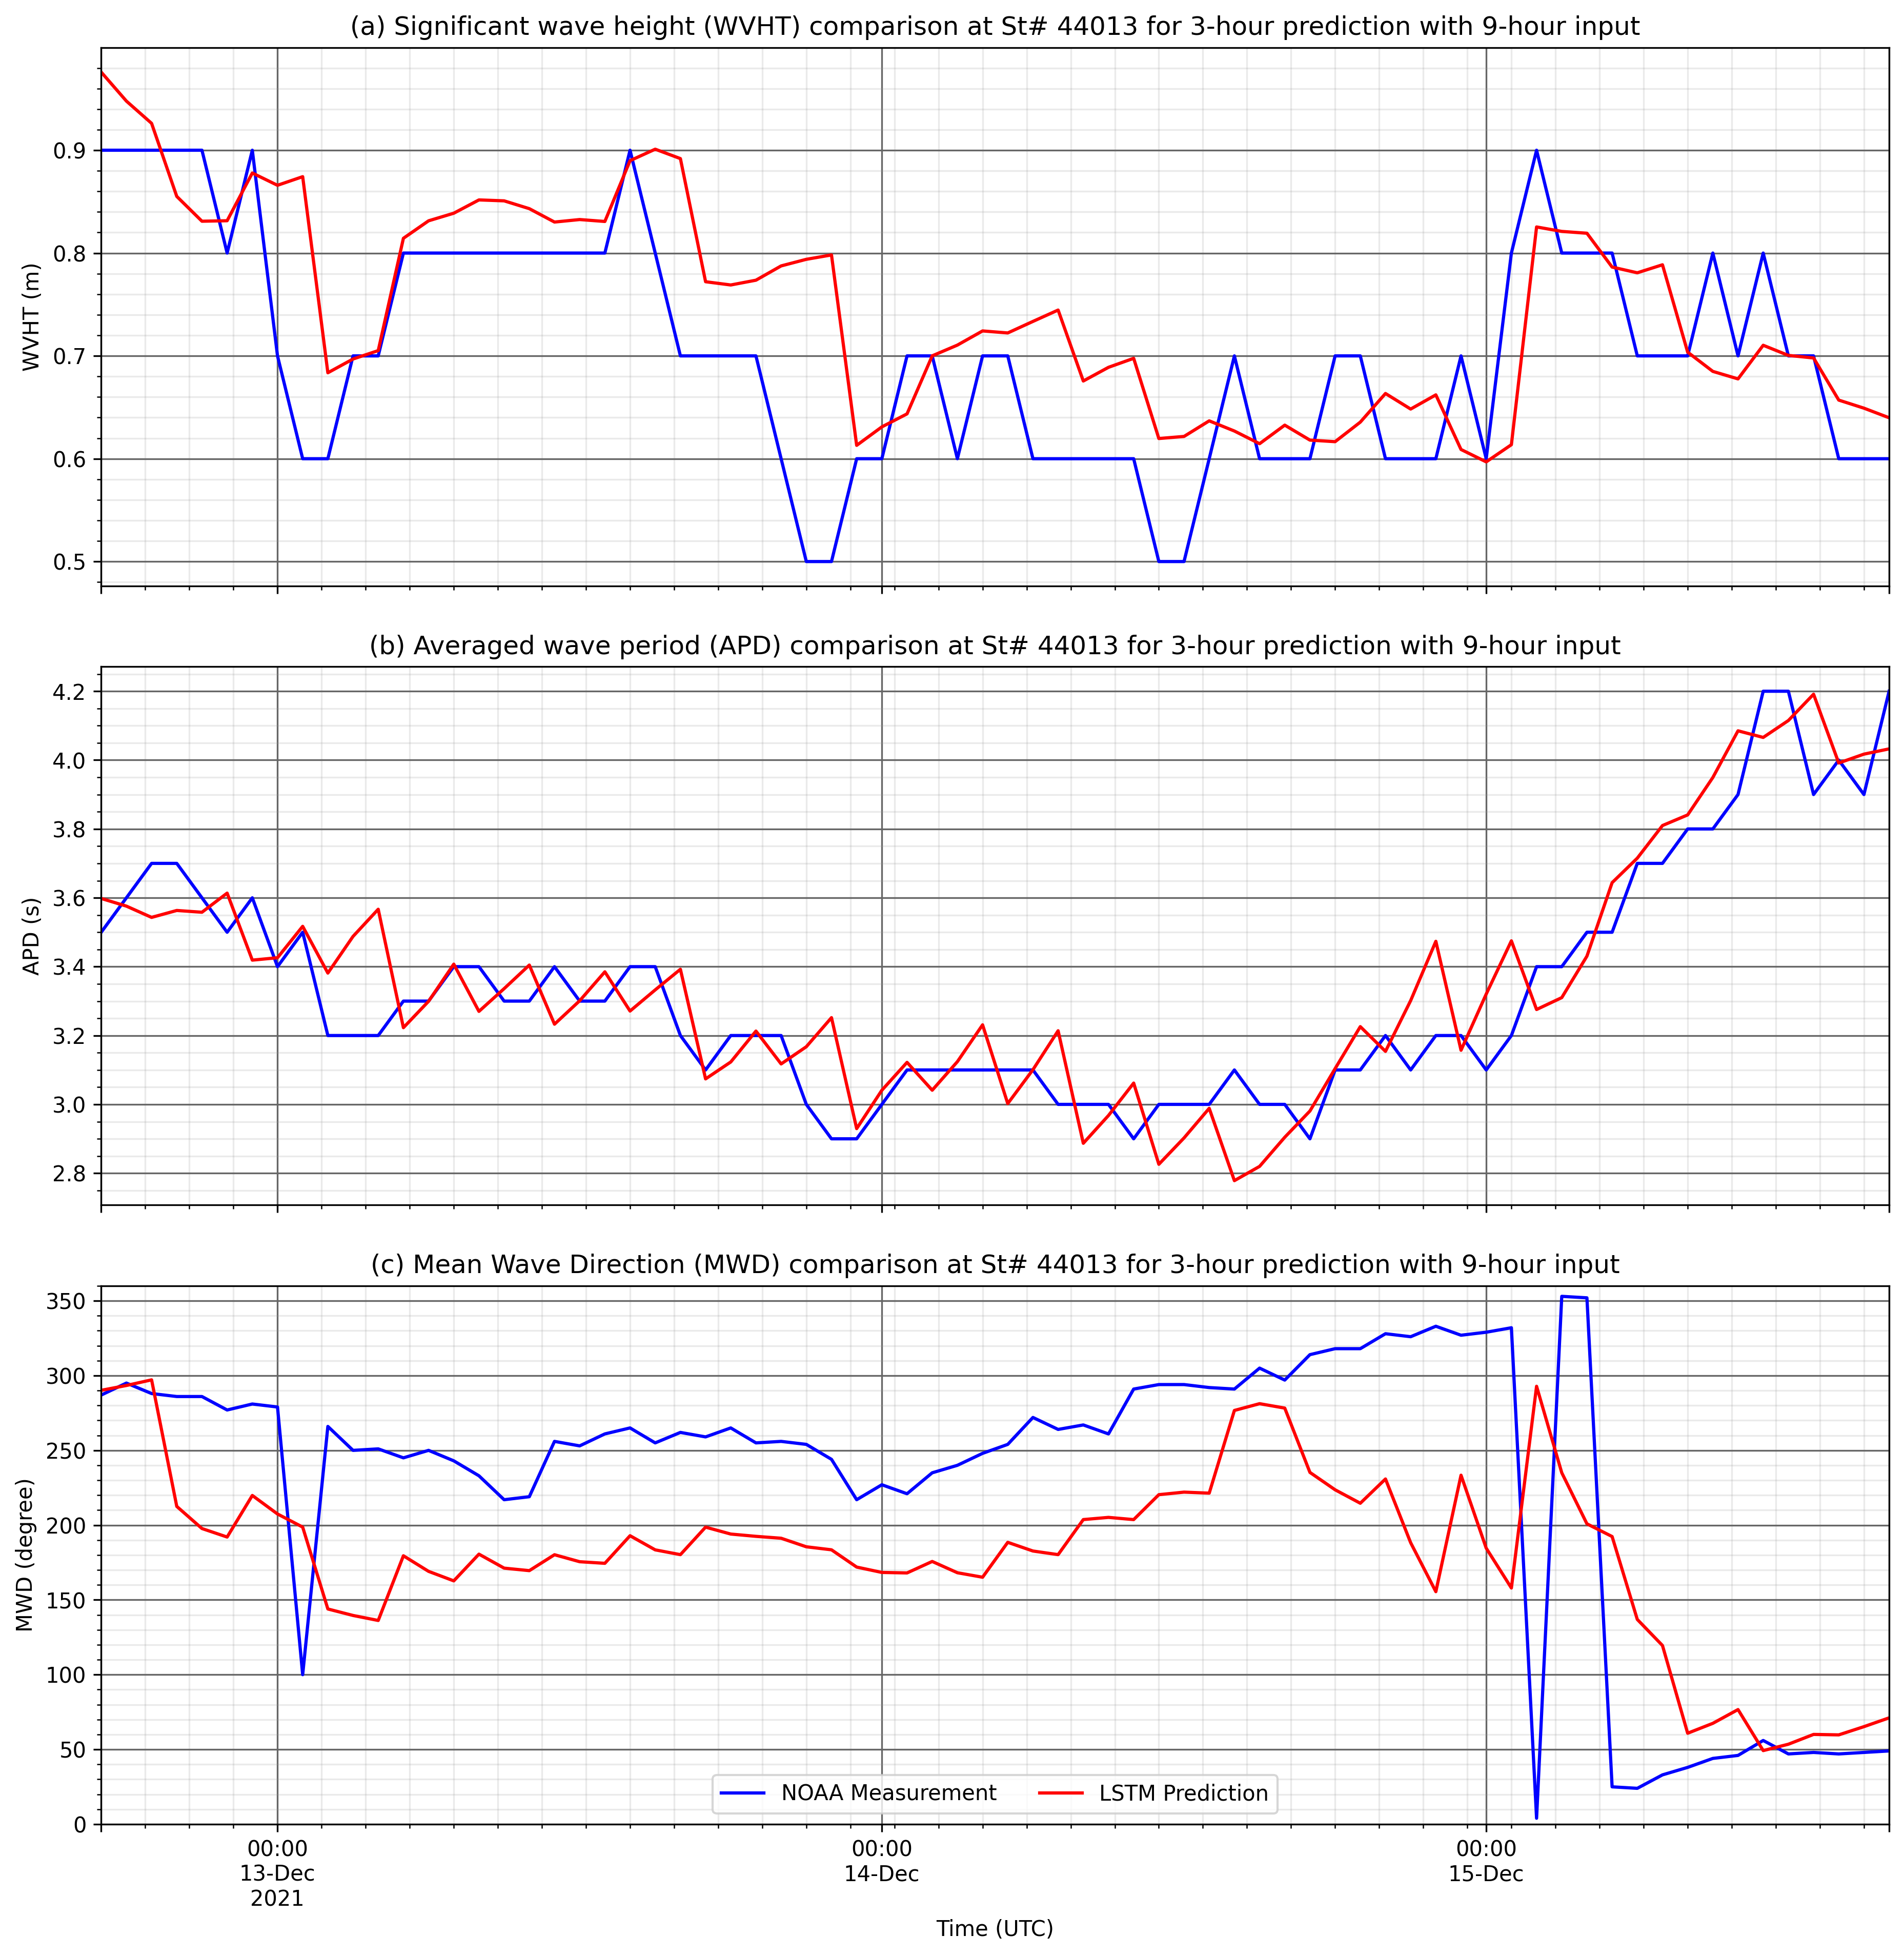 (a) Significant wave height (WVHT) comparison at St# 44013 for 3-hour prediction with 9-hour input
0.9
0.8
0.7
0.6
0.5
WVHT (m)
(b) Averaged wave period (APD) comparison at St# 44013 for 3-hour prediction with 9-hour input
4.2
4.0
3.8
3.6
3.4
3.2
3.0
2.8
APD (s)
(c) Mean Wave Direction (MWD) comparison at St# 44013 for 3-hour prediction with 9-hour input
350
300
250
200
150
100
50
0
MWD (degree)
NOAA Measurement
LSTM Prediction
00:00
13-Dec
2021
00:00
14-Dec
00:00
15-Dec
Time (UTC)